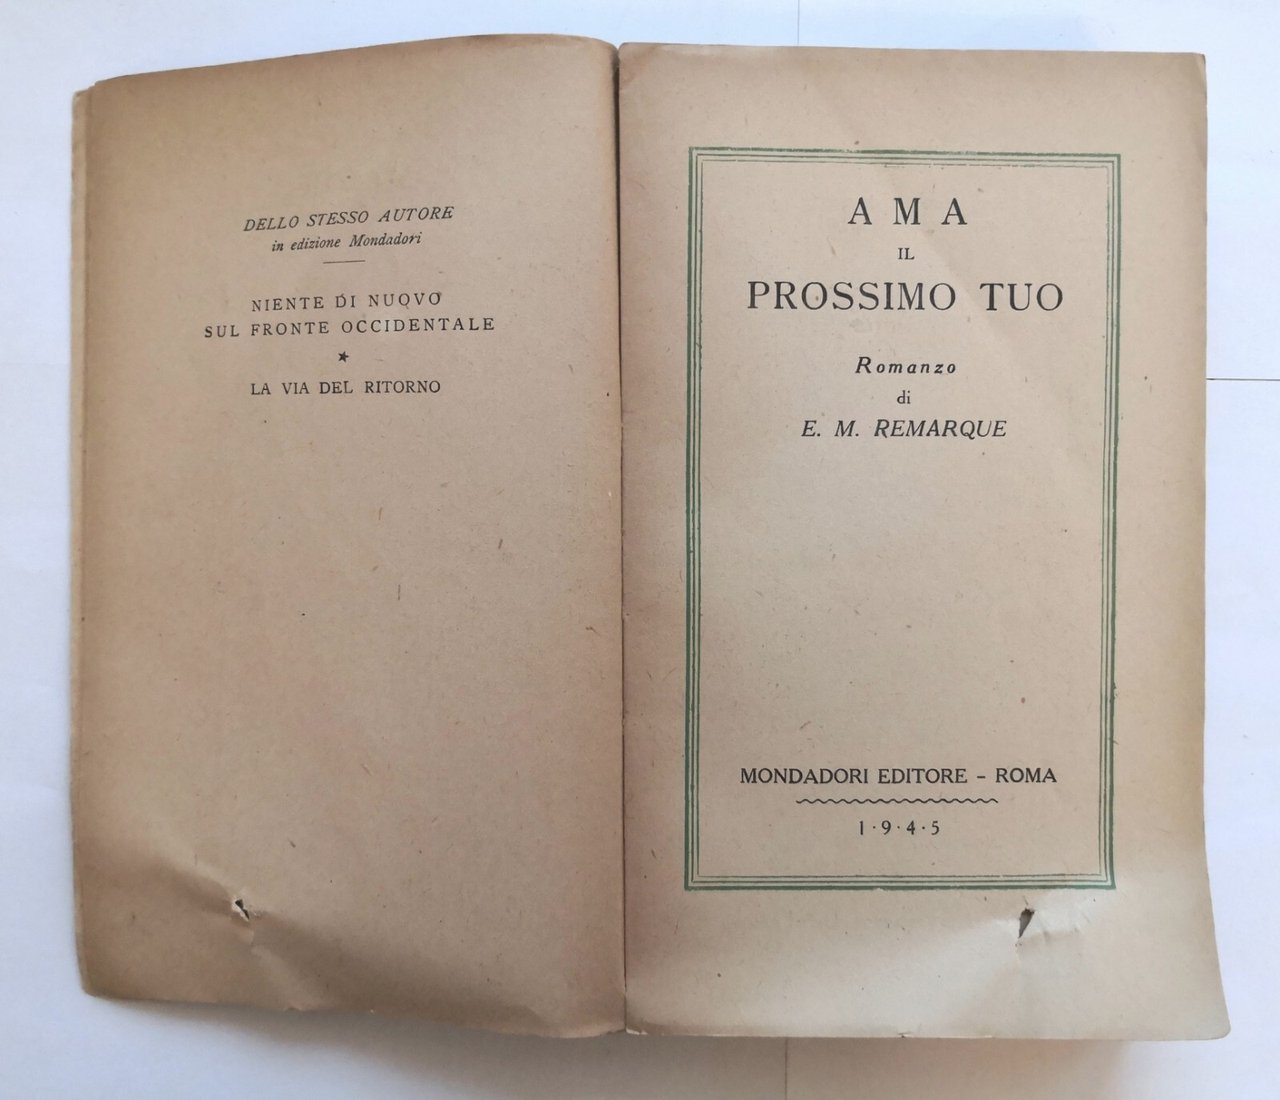 DELLO STESSO AUTORE
in edizione Mondadori
NIENTE DI NUOVO
SUL FRONTE OCCIDENTALE
★
LA VIA DEL RITORNO
AMA
IL
PROSSIMO TUO
Romanzo
di
E. M. REMARQUE
MONDADORI EDITORE - ROMA
1·9·4·5